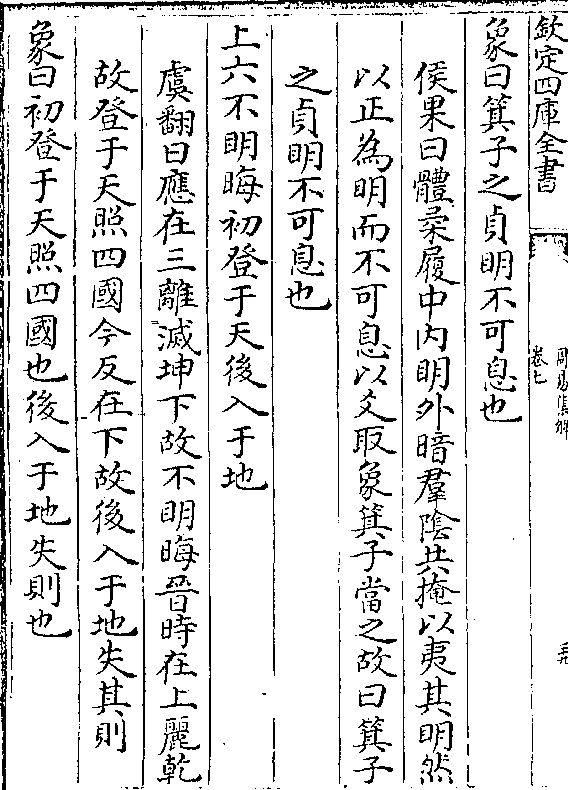 欽定四庫全書
周易集解
卷七
象曰箕子之貞明不可息也
侯果曰體柔履中內明外暗羣陰共掩以夷其明然
以正為明而不可息以爻取象箕子當之故曰箕子
之貞明不可息也
上六不明晦初登于天後入于地
虞翻曰應在三離滅坤下故不明晦晉時在上麗乾
故登于天照四國今反在下故後入于地失其則
象曰初登于天照四國也後入于地失則也